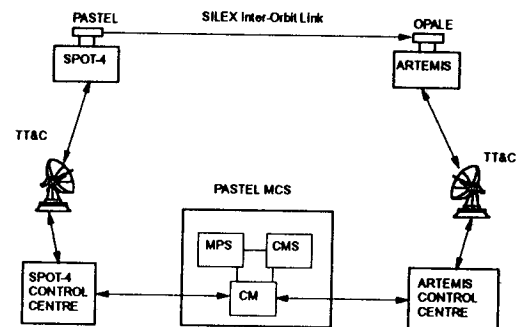 PASTEL
SILEX Inter-Orbit Link
OPALE
SPOT-4
ARTEMIS
TT&C
TT&C
PASTEL MCS
MPS
CMS
CM
SPOT-4
CONTROL
CENTRE
ARTEMIS
CONTROL
CENTRE